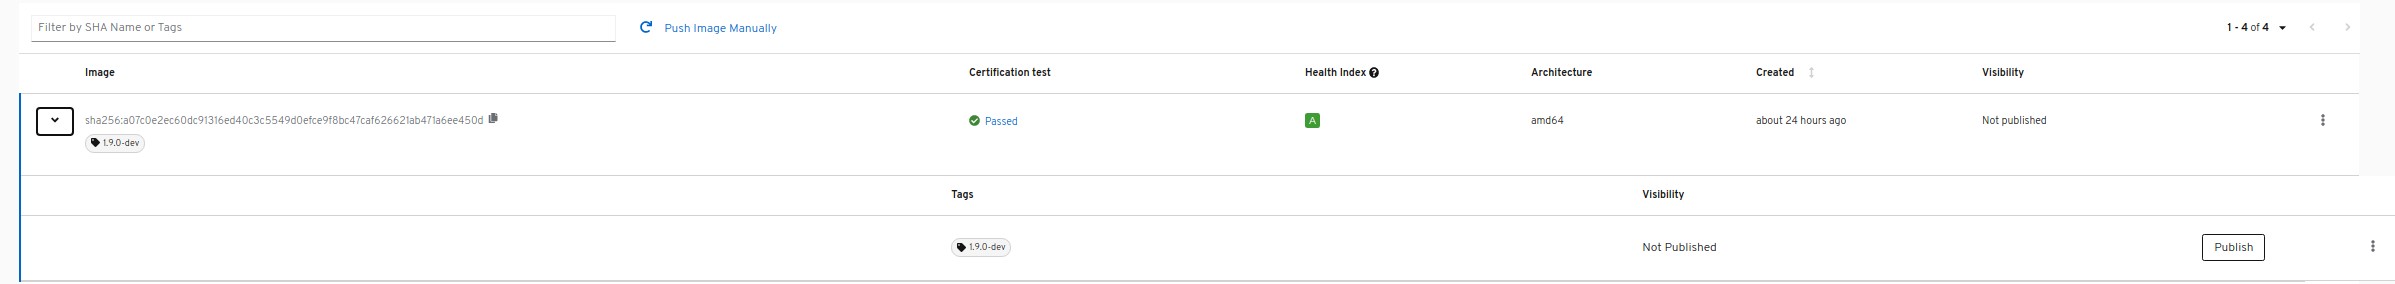 Filter by SHA Name or Tags Push Image Manually 1 - 4 of 4
Image Certification test Health Index ? Architecture Created Visibility
sha256:a07c0e2ec60dc91316ed40c3c5549d0efce9f8bc47caf626621ab471a6ee450d Passed A amd64 about 24 hours ago Not published
1.9.0-dev
Tags Visibility
1.9.0-dev Not Published Publish